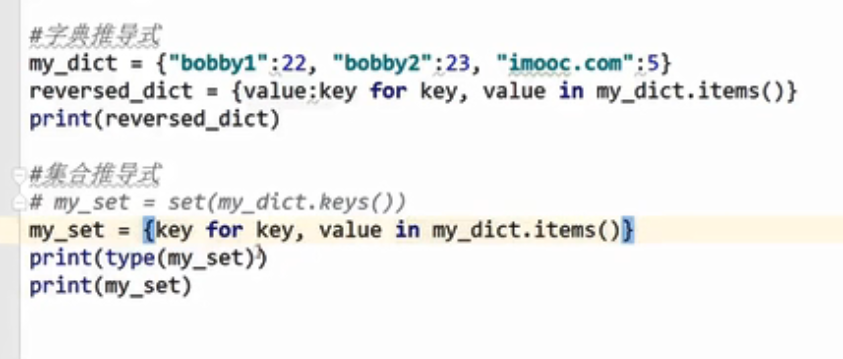 #字典推导式
my_dict = {"bobby1":22, "bobby2":23, "imooc.com":5}
reversed_dict = {value:key for key, value in my_dict.items()}
print(reversed_dict)
#集合推导式
# my_set = set(my_dict.keys())
my_set = {key for key, value in my_dict.items()}
print(type(my_set))
print(my_set)